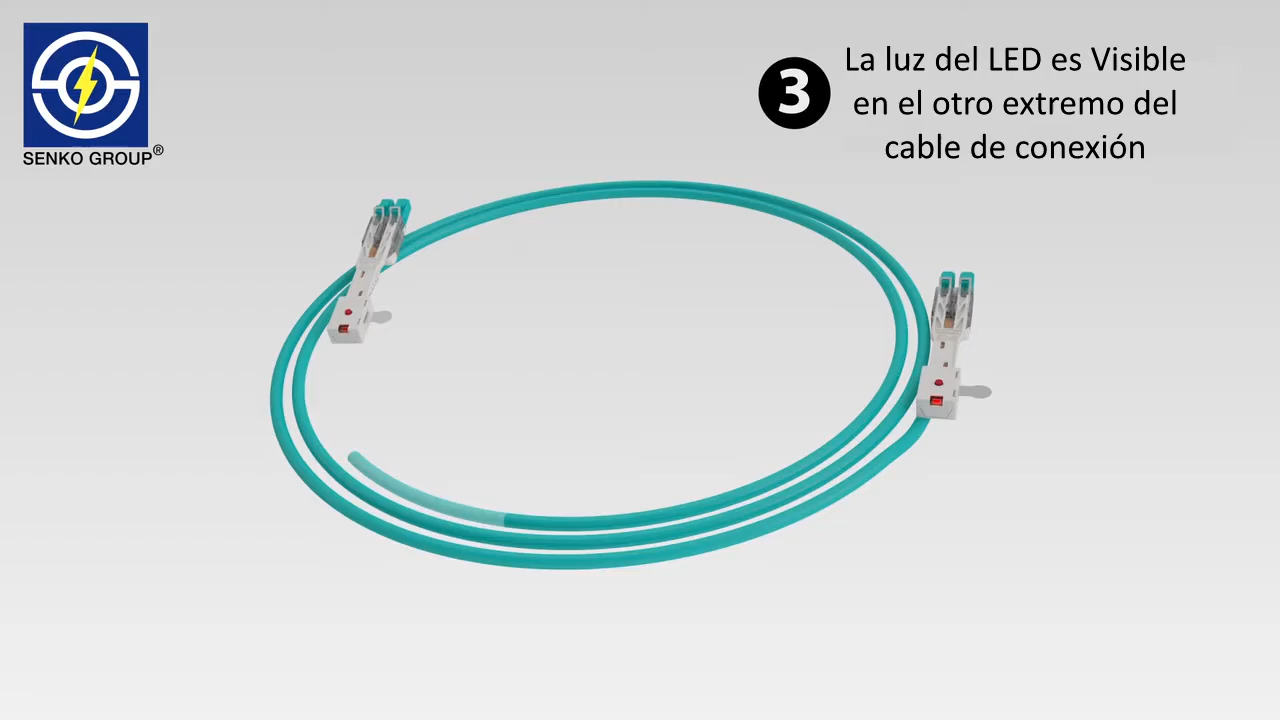 SENKO GROUP®
3
La luz del LED es Visible
en el otro extremo del
cable de conexión